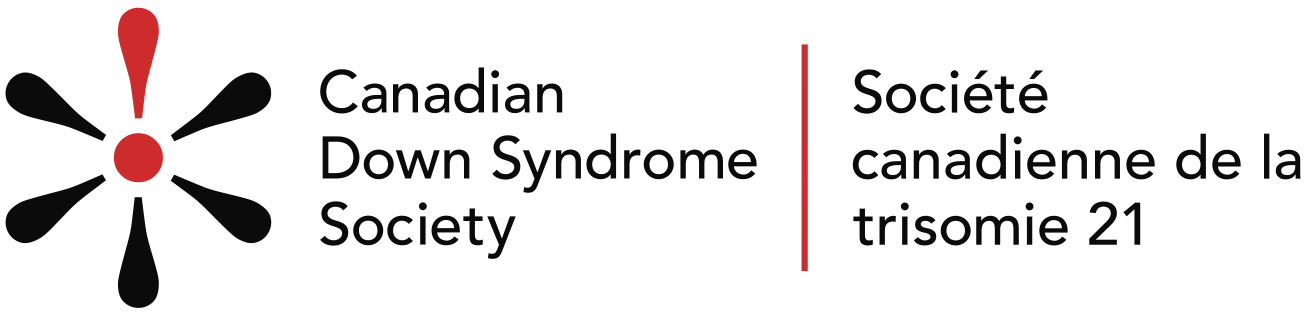 Canadian
Down Syndrome
Society
Société
canadienne de la
trisomie 21